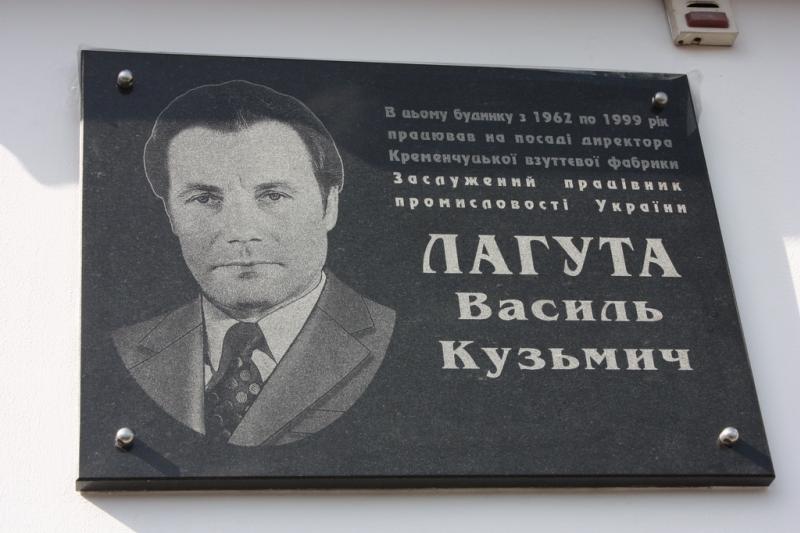 В цьому будинку з 1962 по 1999 рік
працював на посаді директора
Кременчуцької взуттєвої фабрики
Заслужений працівник
промисловості України
ЛАГУТА
Василь
Кузьмич